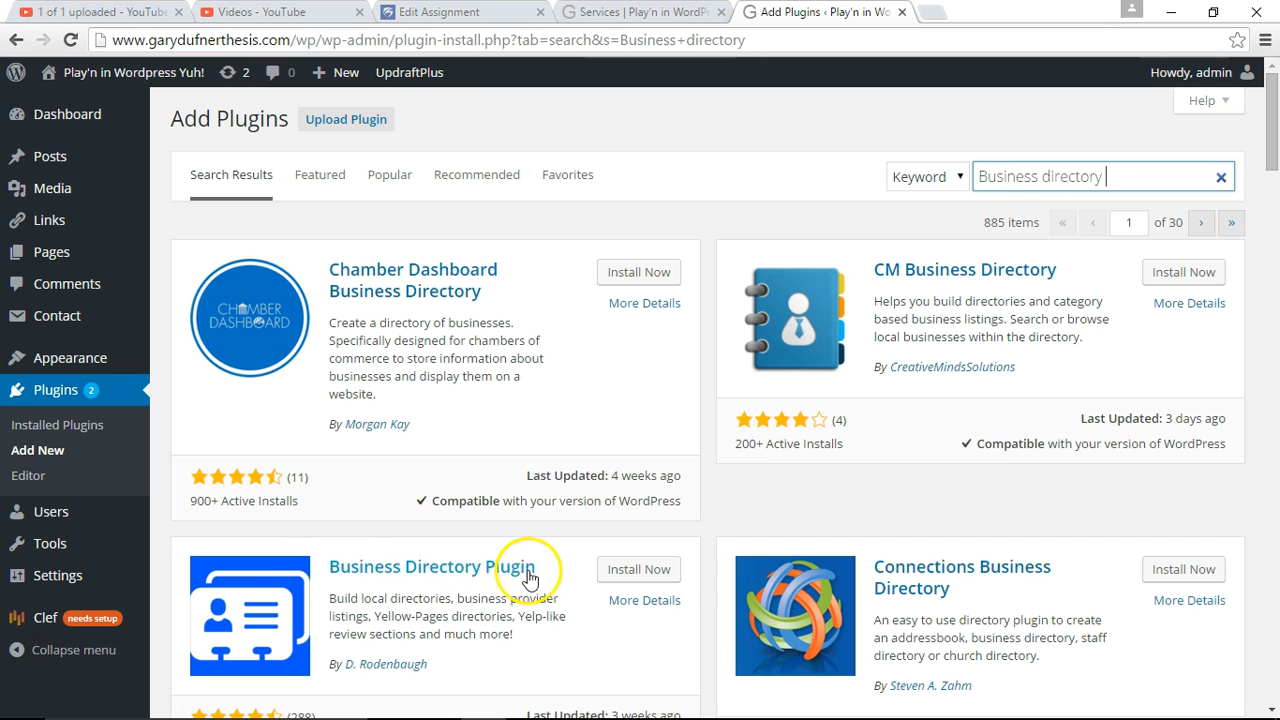 1 of 1 uploaded - YouTube
Videos - YouTube
Edit Assignment
Services | Play'n in WordPr
Add Plugins ‹ Play'n in Wo
www.garydufnerthesis.com/wp/wp-admin/plugin-install.php?tab=search&s=Business+directory
Play'n in Wordpress Yuh! 2 0 New UpdraftPlus Howdy, admin
Dashboard
Posts
Media
Links
Pages
Comments
Contact
Appearance
Plugins 2
Installed Plugins
Add New
Editor
Users
Tools
Settings
Clef needs setup
Collapse menu
Help
Add Plugins Upload Plugin
Search Results Featured Popular Recommended Favorites Keyword Business directory
885 items « ‹ 1 of 30 › »
Chamber Dashboard
Business Directory
Install Now
More Details
Create a directory of businesses.
Specifically designed for chambers of
commerce to store information about
businesses and display them on a
website.
By Morgan Kay
(11) Last Updated: 4 weeks ago
900+ Active Installs Compatible with your version of WordPress
CHAMBER
DASHBOARD
CM Business Directory
Install Now
More Details
Helps you build directories and category
based business listings. Search or browse
local businesses within the directory.
By CreativeMindsSolutions
(4) Last Updated: 3 days ago
200+ Active Installs Compatible with your version of WordPress
Business Directory Plugin
Install Now
More Details
Build local directories, business provider
listings, Yellow-Pages directories, Yelp-like
review sections and much more!
By D. Rodenbaugh
(288) Last Updated: 3 weeks ago
Connections Business
Directory
Install Now
More Details
An easy to use directory plugin to create
an addressbook, business directory, staff
directory or church directory.
By Steven A. Zahm